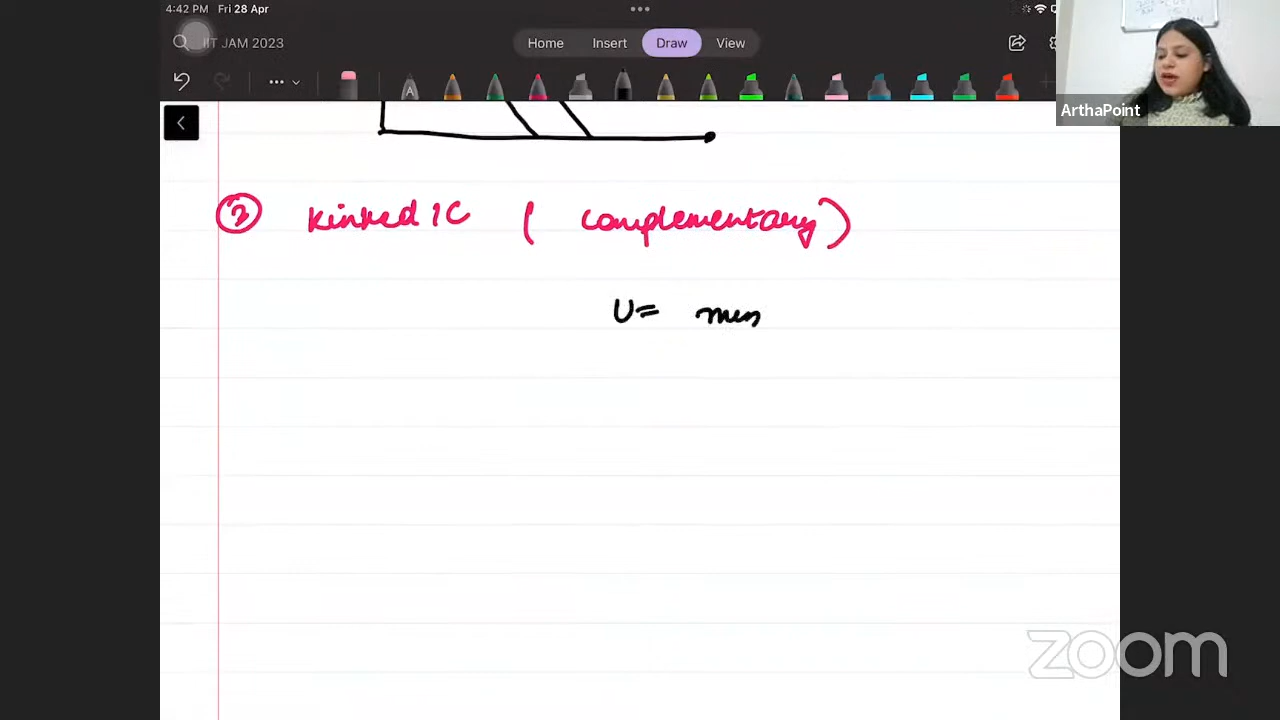 4:42 PM Fri 28 Apr
IIT JAM 2023
Home Insert Draw View
A
ArthaPoint
3 Kinked IC ( Complementary )
U= min
zoom